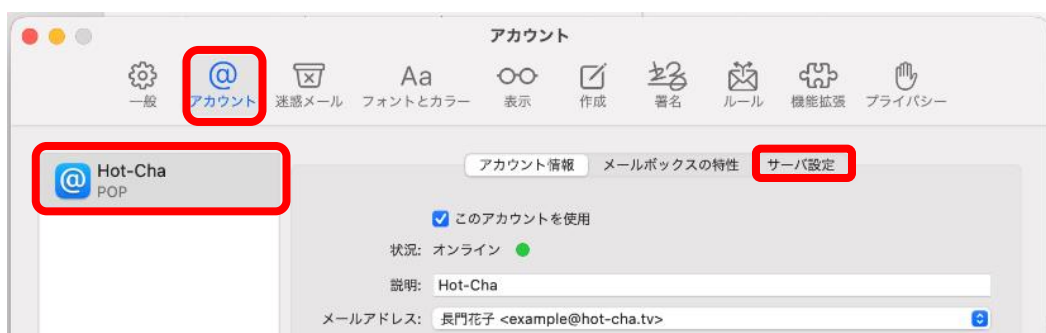 アカウント
一般 アカウント 迷惑メール フォントとカラー 表示 作成 署名 ルール 機能拡張 プライバシー
Hot-Cha
POP
アカウント情報 メールボックスの特性 サーバ設定
このアカウントを使用
状況: オンライン
説明: Hot-Cha
メールアドレス: 長門花子 <example@hot-cha.tv>